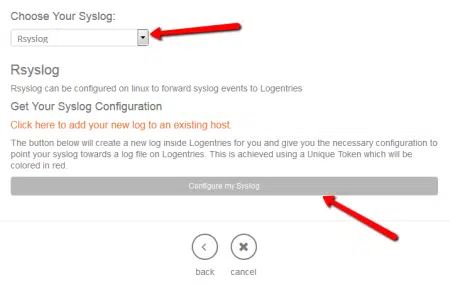 Choose Your Syslog:
Rsyslog
Rsyslog
Rsyslog can be configured on linux to forward syslog events to Logentries
Get Your Syslog Configuration
Click here to add your new log to an existing host.
The button below will create a new log inside Logentries for you and give you the necessary configuration to
point your syslog towards a log file on Logentries. This is achieved using a Unique Token which will be
colored in red.
Configure my Syslog
back cancel